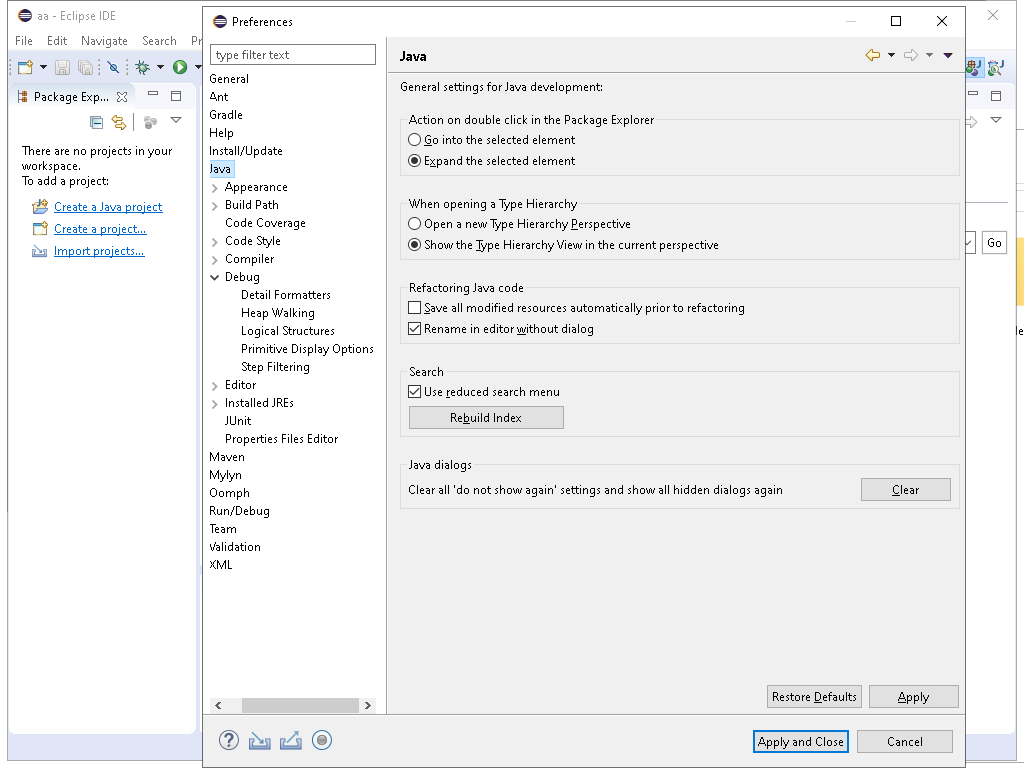 aa - Eclipse IDE
File Edit Navigate Search
Package Exp...
There are no projects in your
workspace.
To add a project:
Create a Java project
Create a project...
Import projects...
Preferences
type filter text
General
Ant
Gradle
Help
Install/Update
Java
Appearance
Build Path
Code Coverage
Code Style
Compiler
Debug
Detail Formatters
Heap Walking
Logical Structures
Primitive Display Options
Step Filtering
Editor
Installed JREs
JUnit
Properties Files Editor
Maven
Mylyn
Oomph
Run/Debug
Team
Validation
XML
Java
General settings for Java development:
Action on double click in the Package Explorer
Go into the selected element
Expand the selected element
When opening a Type Hierarchy
Open a new Type Hierarchy Perspective
Show the Type Hierarchy View in the current perspective
Refactoring Java code
Save all modified resources automatically prior to refactoring
Rename in editor without dialog
Search
Use reduced search menu
Rebuild Index
Java dialogs
Clear all 'do not show again' settings and show all hidden dialogs again
Clear
Restore Defaults
Apply
Apply and Close
Cancel
Go